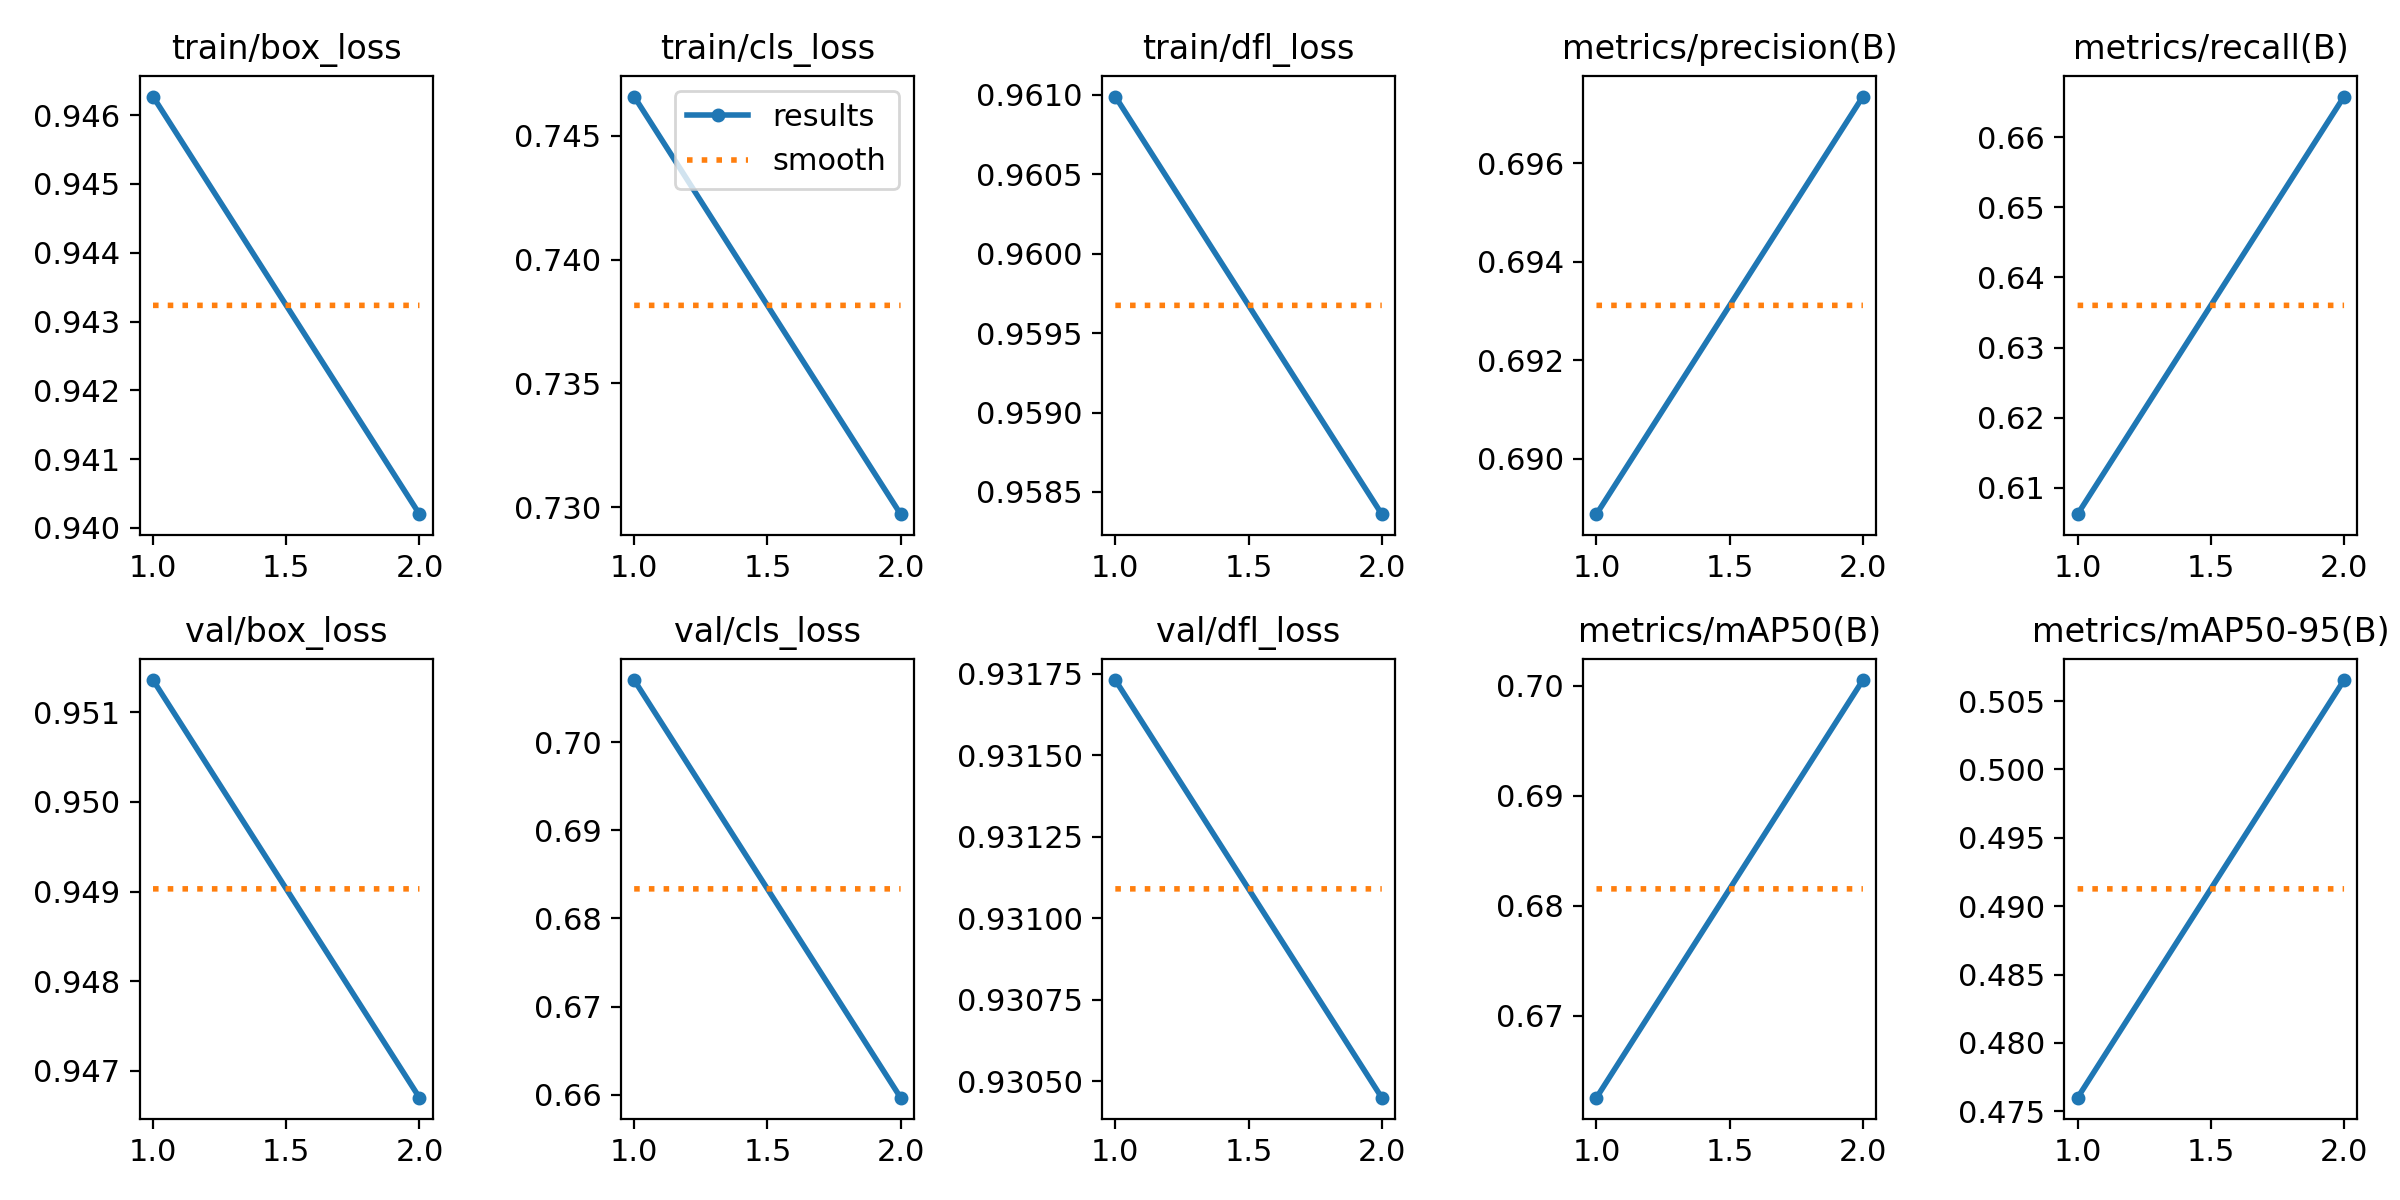 train/box_loss
0.946
0.945
0.944
0.943
0.942
0.941
0.940
1.0 1.5 2.0
train/cls_loss
results
smooth
0.745
0.740
0.735
0.730
1.0 1.5 2.0
train/dfl_loss
0.9610
0.9605
0.9600
0.9595
0.9590
0.9585
1.0 1.5 2.0
metrics/precision(B)
0.696
0.694
0.692
0.690
1.0 1.5 2.0
metrics/recall(B)
0.66
0.65
0.64
0.63
0.62
0.61
1.0 1.5 2.0
val/box_loss
0.951
0.950
0.949
0.948
0.947
1.0 1.5 2.0
val/cls_loss
0.70
0.69
0.68
0.67
0.66
1.0 1.5 2.0
val/dfl_loss
0.93175
0.93150
0.93125
0.93100
0.93075
0.93050
1.0 1.5 2.0
metrics/mAP50(B)
0.70
0.69
0.68
0.67
1.0 1.5 2.0
metrics/mAP50-95(B)
0.505
0.500
0.495
0.490
0.485
0.480
0.475
1.0 1.5 2.0